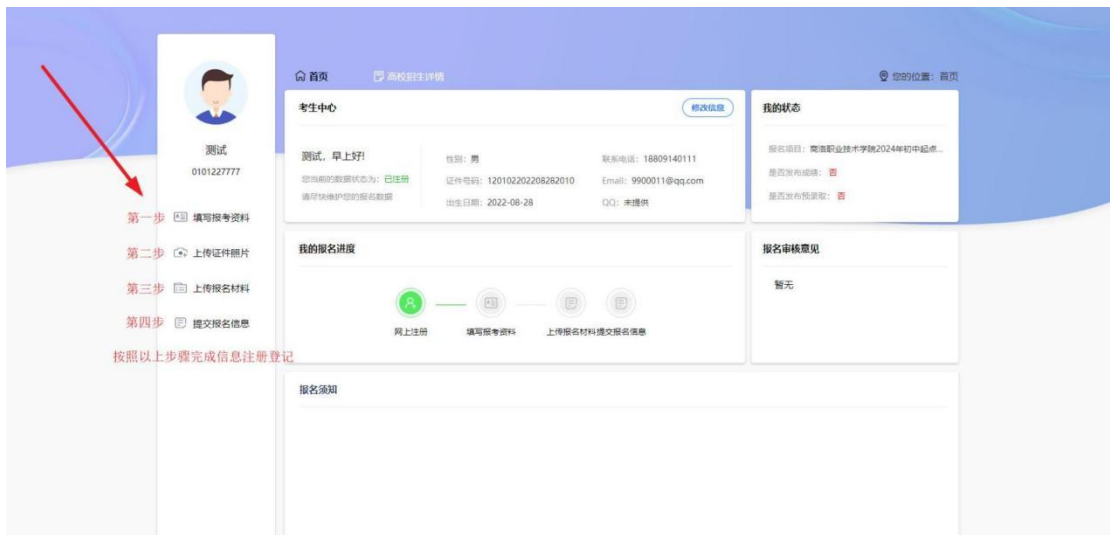 首页
高校招生详情
您的位置：首页
考生中心
修改信息
我的状态
测试
0101227777
测试，早上好!
您当前的数据状态为：已注册
请尽快维护您的报名数据
性别：男
证件号码：120102202208282010
出生日期：2022-08-28
联系电话：18809140111
Email：9900011@qq.com
QQ：未提供
报名项目：商洛职业技术学院2024年初中起点...
是否发布成绩：否
是否发布预录取：否
第一步 填写报考资料
第二步 上传证件照片
第三步 上传报名材料
第四步 提交报名信息
按照以上步骤完成信息注册登记
我的报名进度
网上注册
填写报考资料
上传报名材料
提交报名信息
报名审核意见
暂无
报名须知